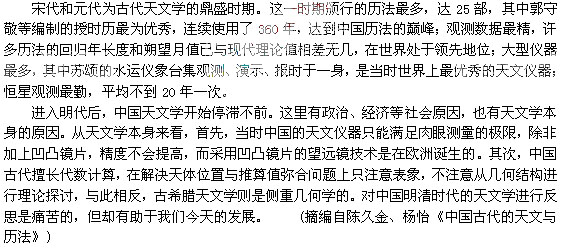 宋代和元代为古代天文学的鼎盛时期。这一时期颁行的历法最多，达 25 部，其中郭守
敬等编制的授时历最为优秀，连续使用了 360 年，达到中国历法的巅峰；观测数据最精，许
多历法的回归年长度和朔望月值已与现代理论值相差无几，在世界处于领先地位；大型仪器
最多，其中苏颂的水运仪象台集观测、演示、报时于一身，是当时世界上最优秀的天文仪器；
恒星观测最勤，平均不到 20 年一次。
进入明代后，中国天文学开始停滞不前。这里有政治、经济等社会原因，也有天文学本
身的原因。从天文学本身来看，首先，当时中国的天文仪器只能满足肉眼测量的极限，除非
加上凹凸镜片，精度不会提高，而采用凹凸镜片的望远镜技术是在欧洲诞生的。其次，中国
古代擅长代数计算，在解决天体位置与推算值弥合问题上只注意表象，不注意从几何结构进
行理论探讨，与此相反，古希腊天文学则是侧重几何学的。对中国明清时代的天文学进行反
思是痛苦的，但却有助于我们今天的发展。 （摘编自陈久金、杨怡《中国古代的天文与
历法》）